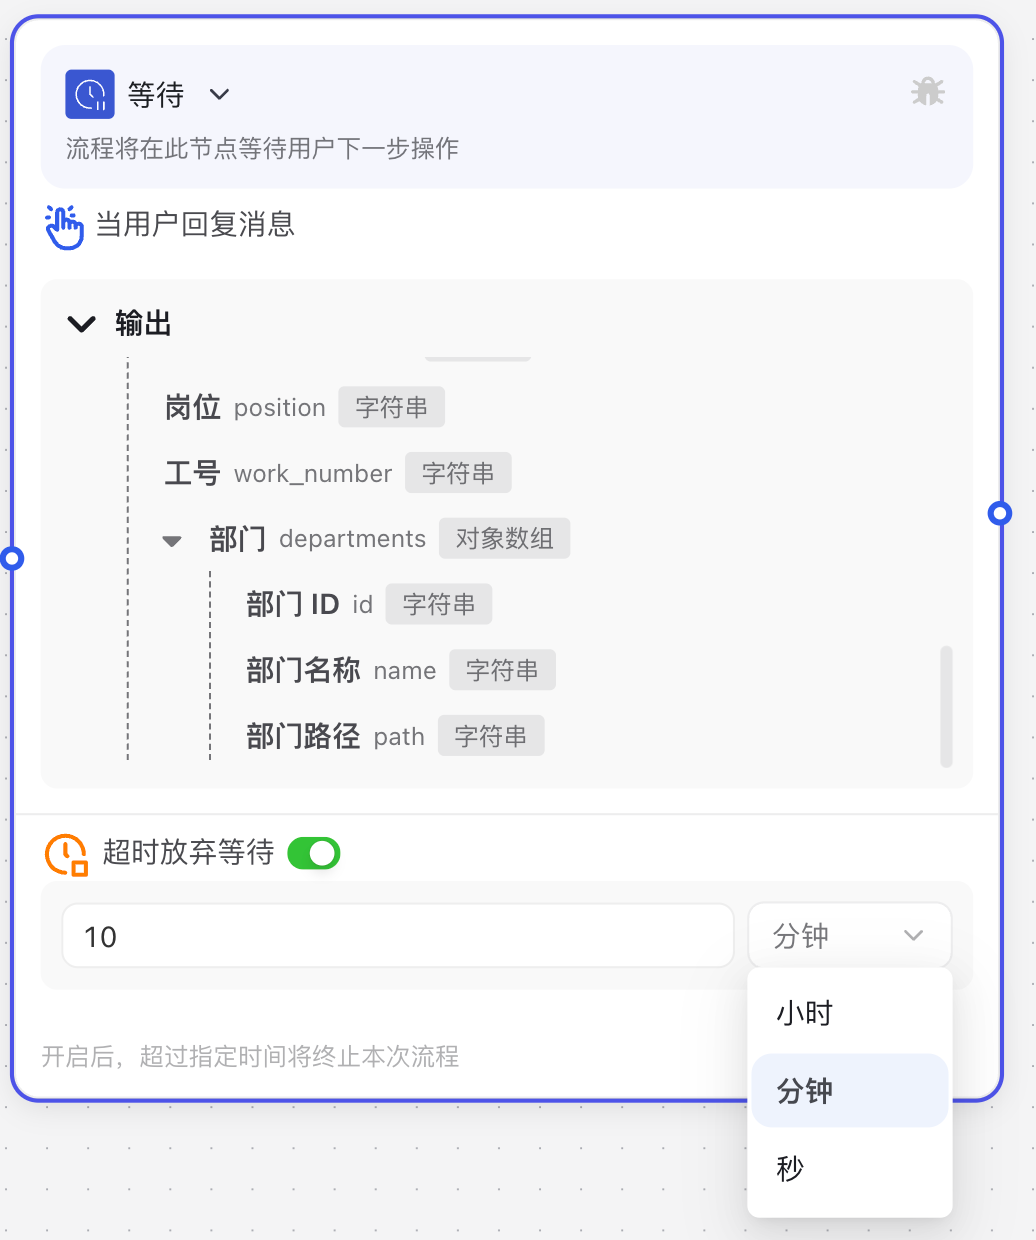 等待
流程将在此节点等待用户下一步操作
当用户回复消息
输出
岗位 position 字符串
工号 work_number 字符串
部门 departments 对象数组
部门 ID id 字符串
部门名称 name 字符串
部门路径 path 字符串
超时放弃等待
10 分钟
小时
分钟
秒
开启后，超过指定时间将终止本次流程